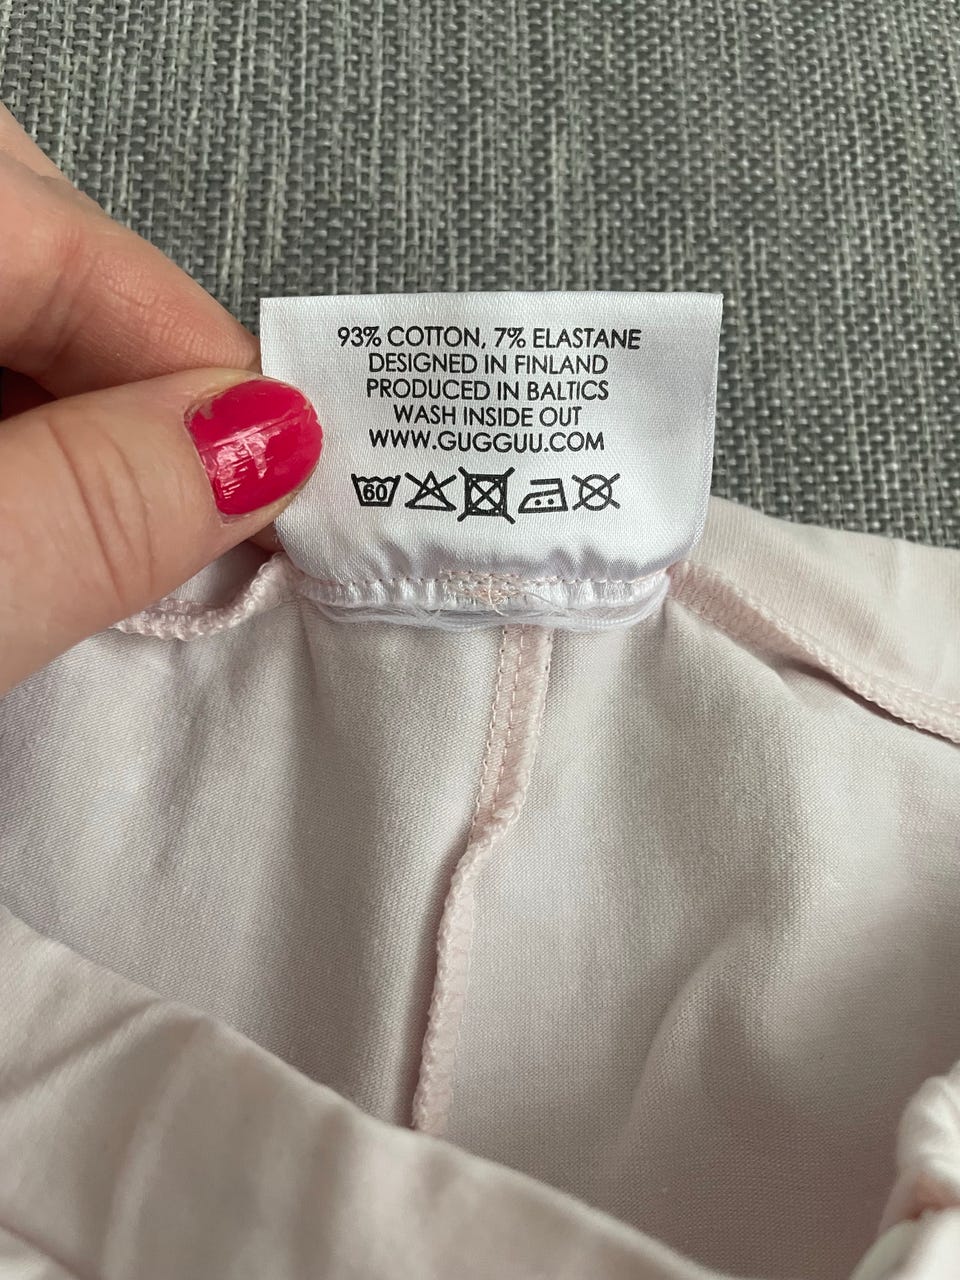 93% COTTON, 7% ELASTANE
DESIGNED IN FINLAND
PRODUCED IN BALTICS
WASH INSIDE OUT
WWW.GUGGUU.COM
60